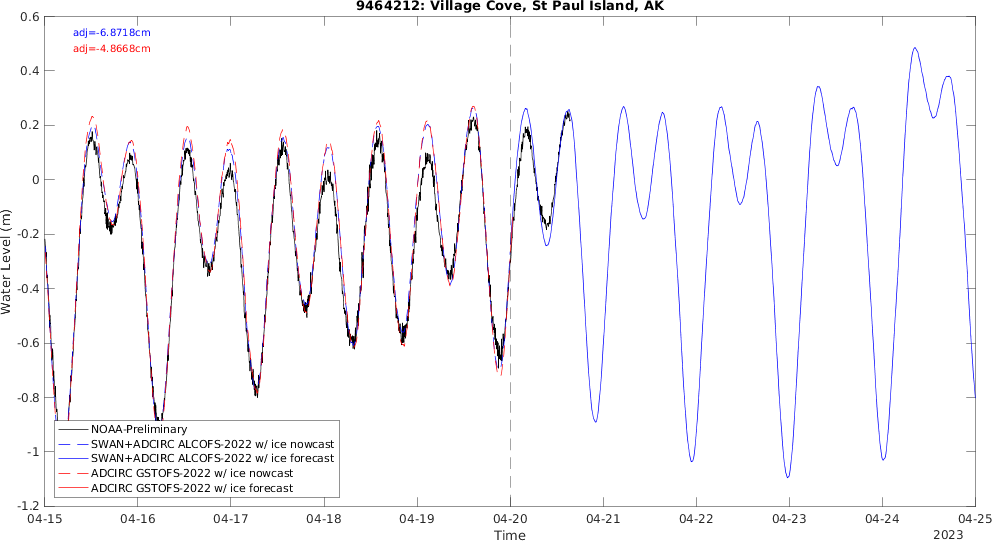 9464212: Village Cove, St Paul Island, AK
adj=-6.8718cm
adj=-4.8668cm
0.6
0.4
0.2
0
-0.2
-0.4
-0.6
-0.8
-1
-1.2
Water Level (m)
NOAA-Preliminary
SWAN+ADCIRC ALCOFS-2022 w/ ice nowcast
SWAN+ADCIRC ALCOFS-2022 w/ ice forecast
ADCIRC GSTOFS-2022 w/ ice nowcast
ADCIRC GSTOFS-2022 w/ ice forecast
04-15 04-16 04-17 04-18 04-19 04-20 04-21 04-22 04-23 04-24 04-25
Time
2023